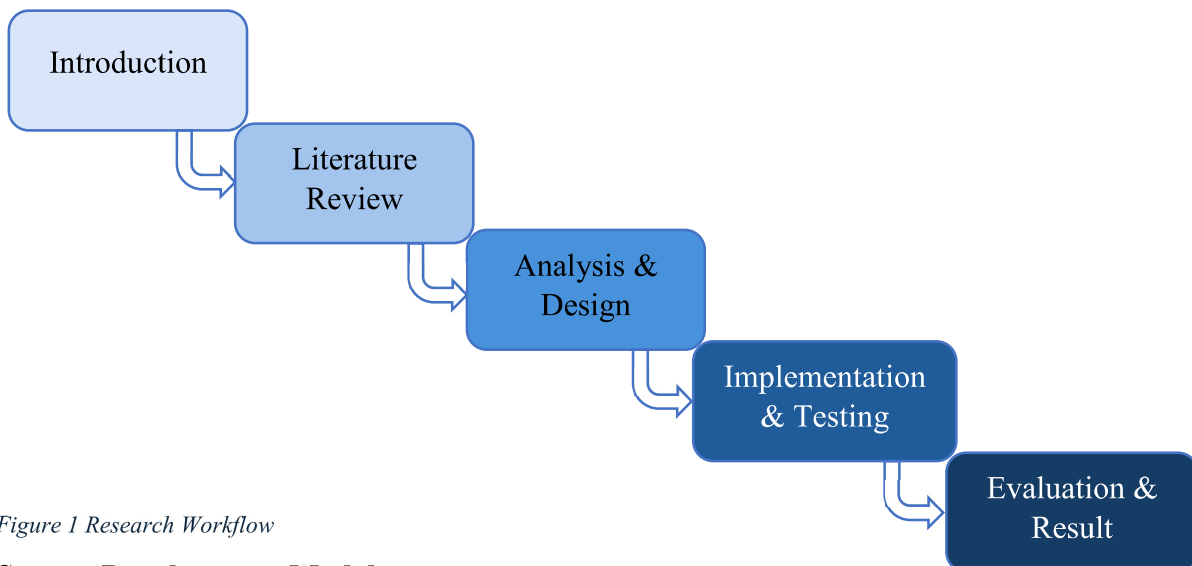 Introduction
Literature
Review
Analysis &
Design
Implementation
& Testing
Evaluation &
Result
Figure 1 Research Workflow